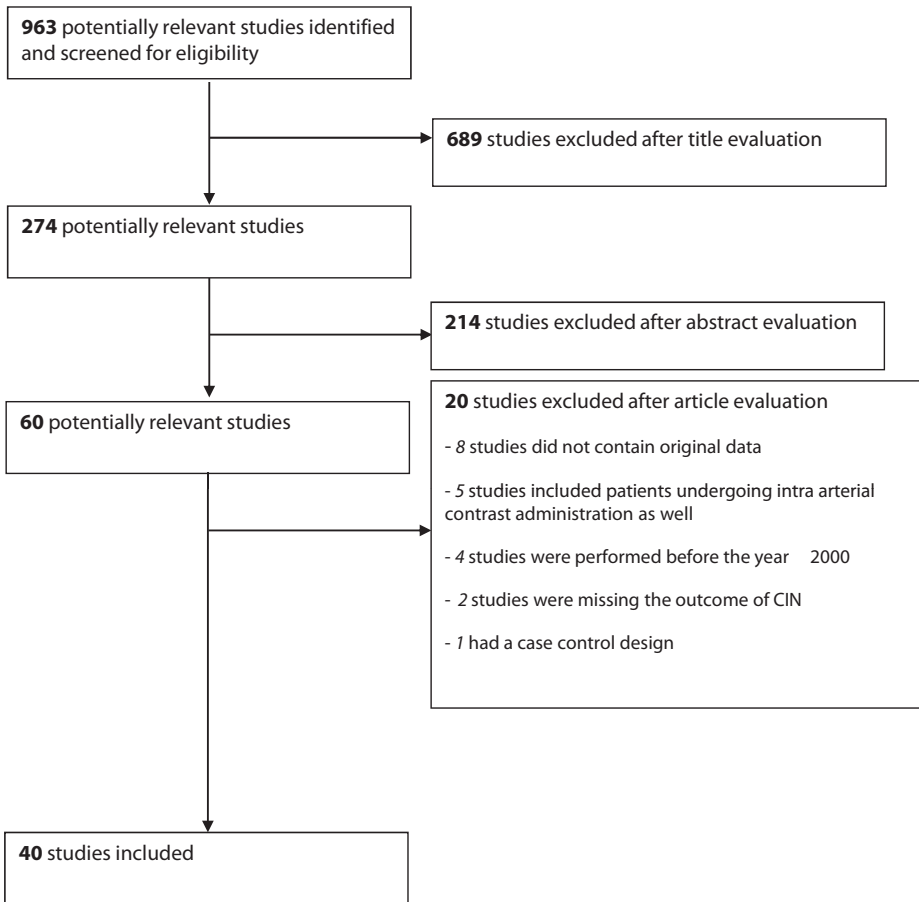 963 potentially relevant studies identified
and screened for eligibility
689 studies excluded after title evaluation
274 potentially relevant studies
214 studies excluded after abstract evaluation
60 potentially relevant studies
20 studies excluded after article evaluation
- 8 studies did not contain original data
- 5 studies included patients undergoing intra arterial
contrast administration as well
- 4 studies were performed before the year 2000
- 2 studies were missing the outcome of CIN
- 1 had a case control design
40 studies included